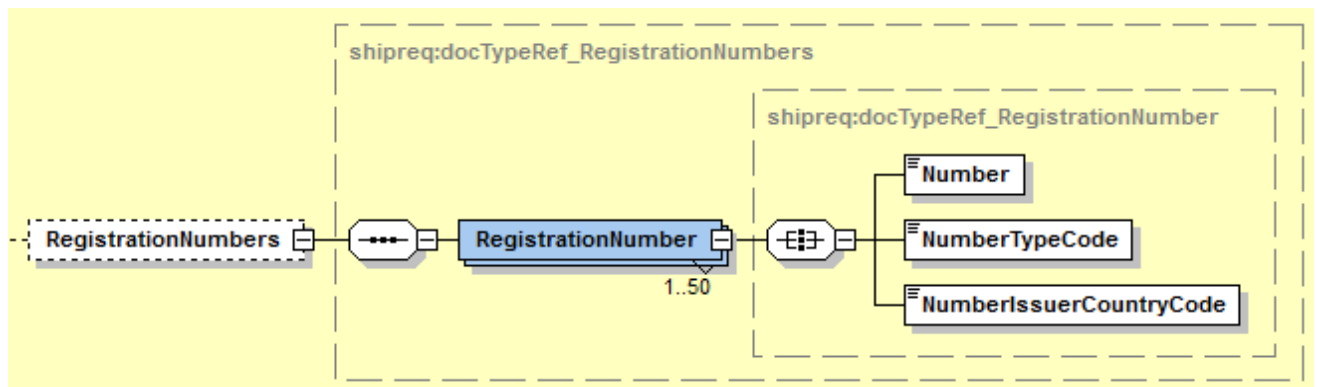 shipreq:docTypeRef_RegistrationNumbers
shipreq:docTypeRef_RegistrationNumber
Number
RegistrationNumbers
RegistrationNumber
NumberTypeCode
1..50
NumberIssuerCountryCode